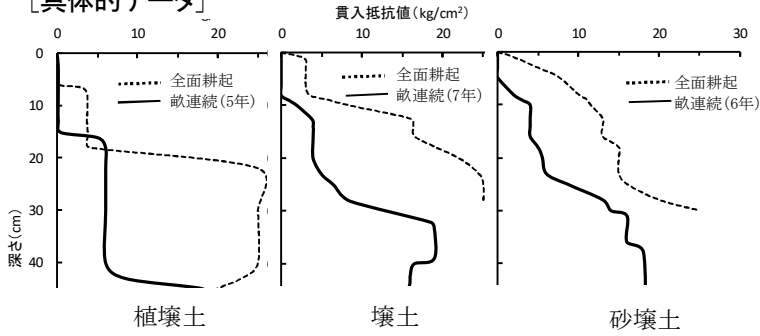 [具体的データ]
貫入抵抗値(kg/cm²)
0 10 20
0 10 20
0 10 20 30
0
10
20
30
40
深さ(cm)
全面耕起
畝連続(5年)
全面耕起
畝連続(7年)
全面耕起
畝連続(6年)
植壌土
壌土
砂壌土